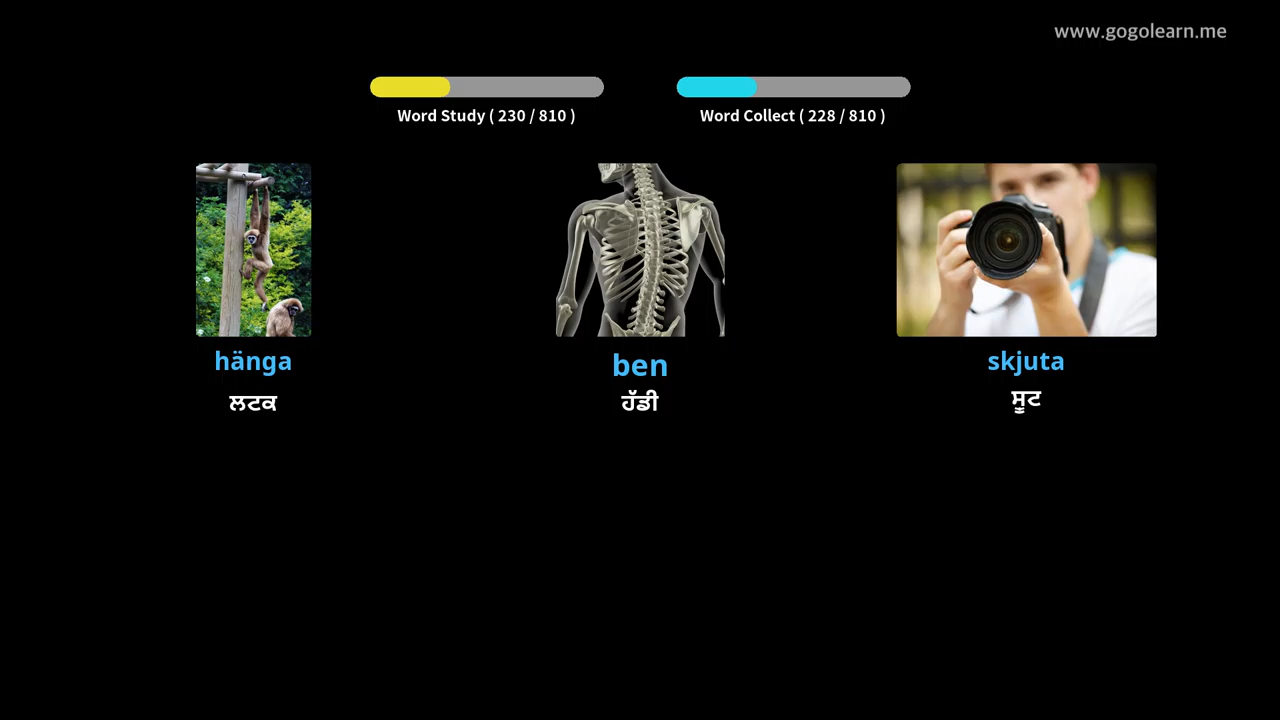 www.gogolearn.me
Word Study ( 230 / 810 )
Word Collect ( 228 / 810 )
hänga
ben
skjuta
ਲਟਕ
ਹੱਡੀ
ਸ਼ੂਟ